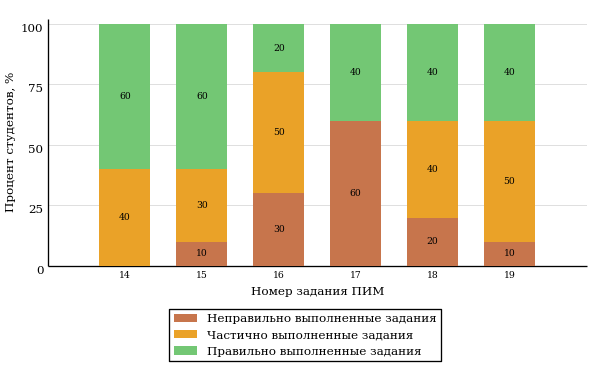 Процент студентов, %
100
75
50
25
0
60 60 20 40 40 40
40 30 50 40 50
10 30 60 20 10
14 15 16 17 18 19
Номер задания ПИМ
Неправильно выполненные задания
Частично выполненные задания
Правильно выполненные задания